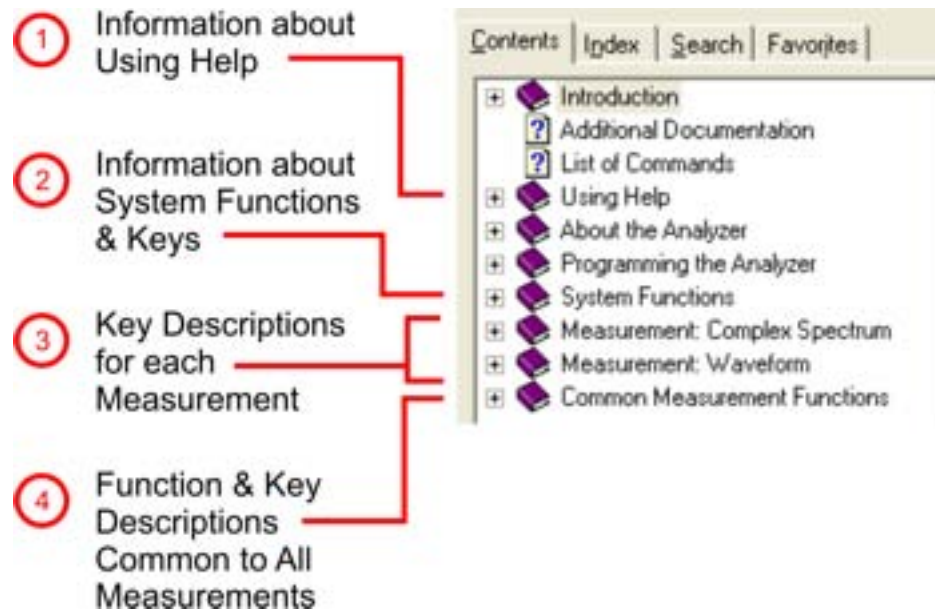 1
Information about
Using Help
2
Information about
System Functions
& Keys
3
Key Descriptions
for each
Measurement
4
Function & Key
Descriptions
Common to All
Measurements
Contents Index Search Favorites
Introduction
Additional Documentation
List of Commands
Using Help
About the Analyzer
Programming the Analyzer
System Functions
Measurement: Complex Spectrum
Measurement: Waveform
Common Measurement Functions